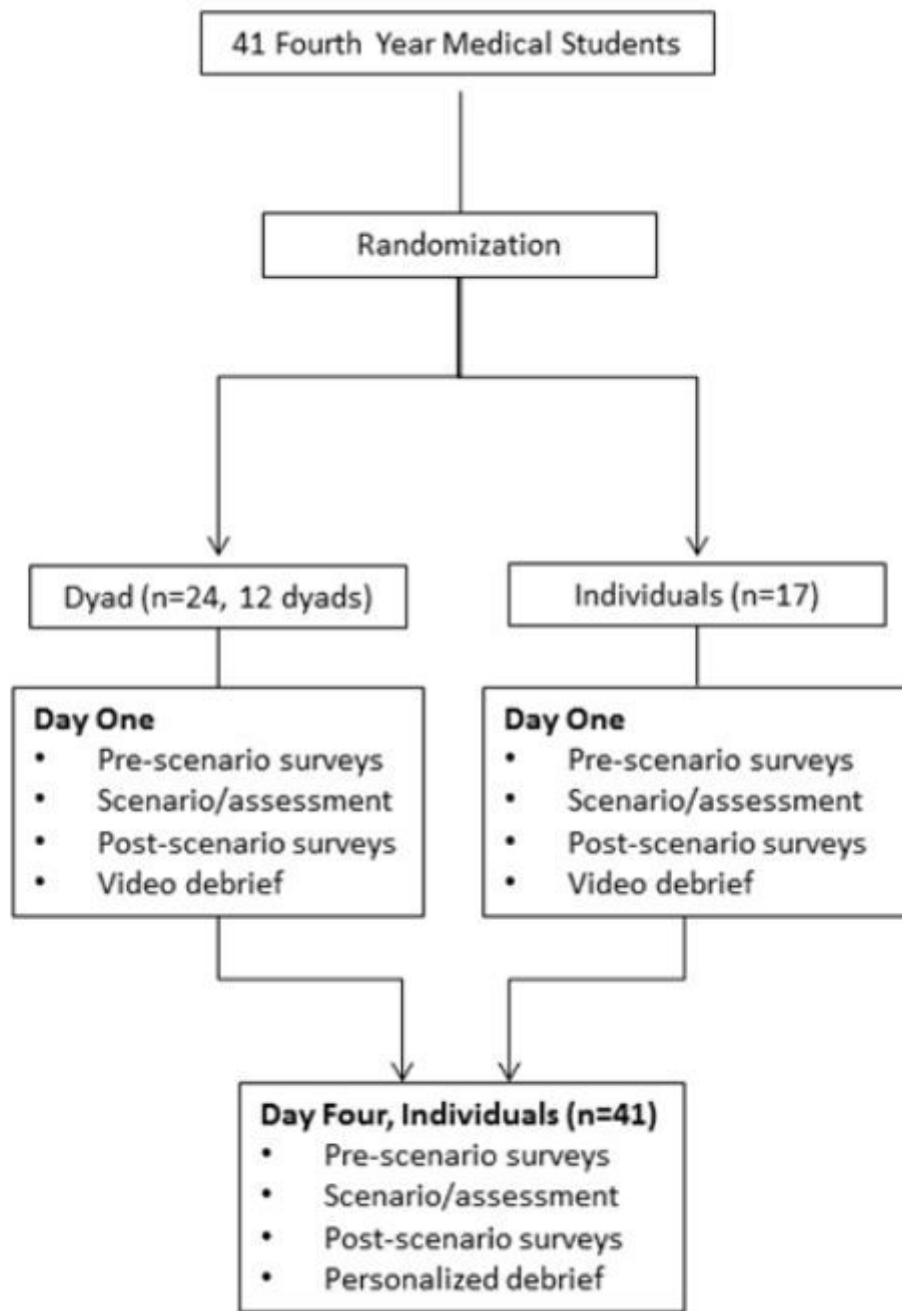 41 Fourth Year Medical Students
Randomization
Dyad (n=24, 12 dyads)
Individuals (n=17)
Day One
• Pre-scenario surveys
• Scenario/assessment
• Post-scenario surveys
• Video debrief
Day One
• Pre-scenario surveys
• Scenario/assessment
• Post-scenario surveys
• Video debrief
Day Four, Individuals (n=41)
• Pre-scenario surveys
• Scenario/assessment
• Post-scenario surveys
• Personalized debrief